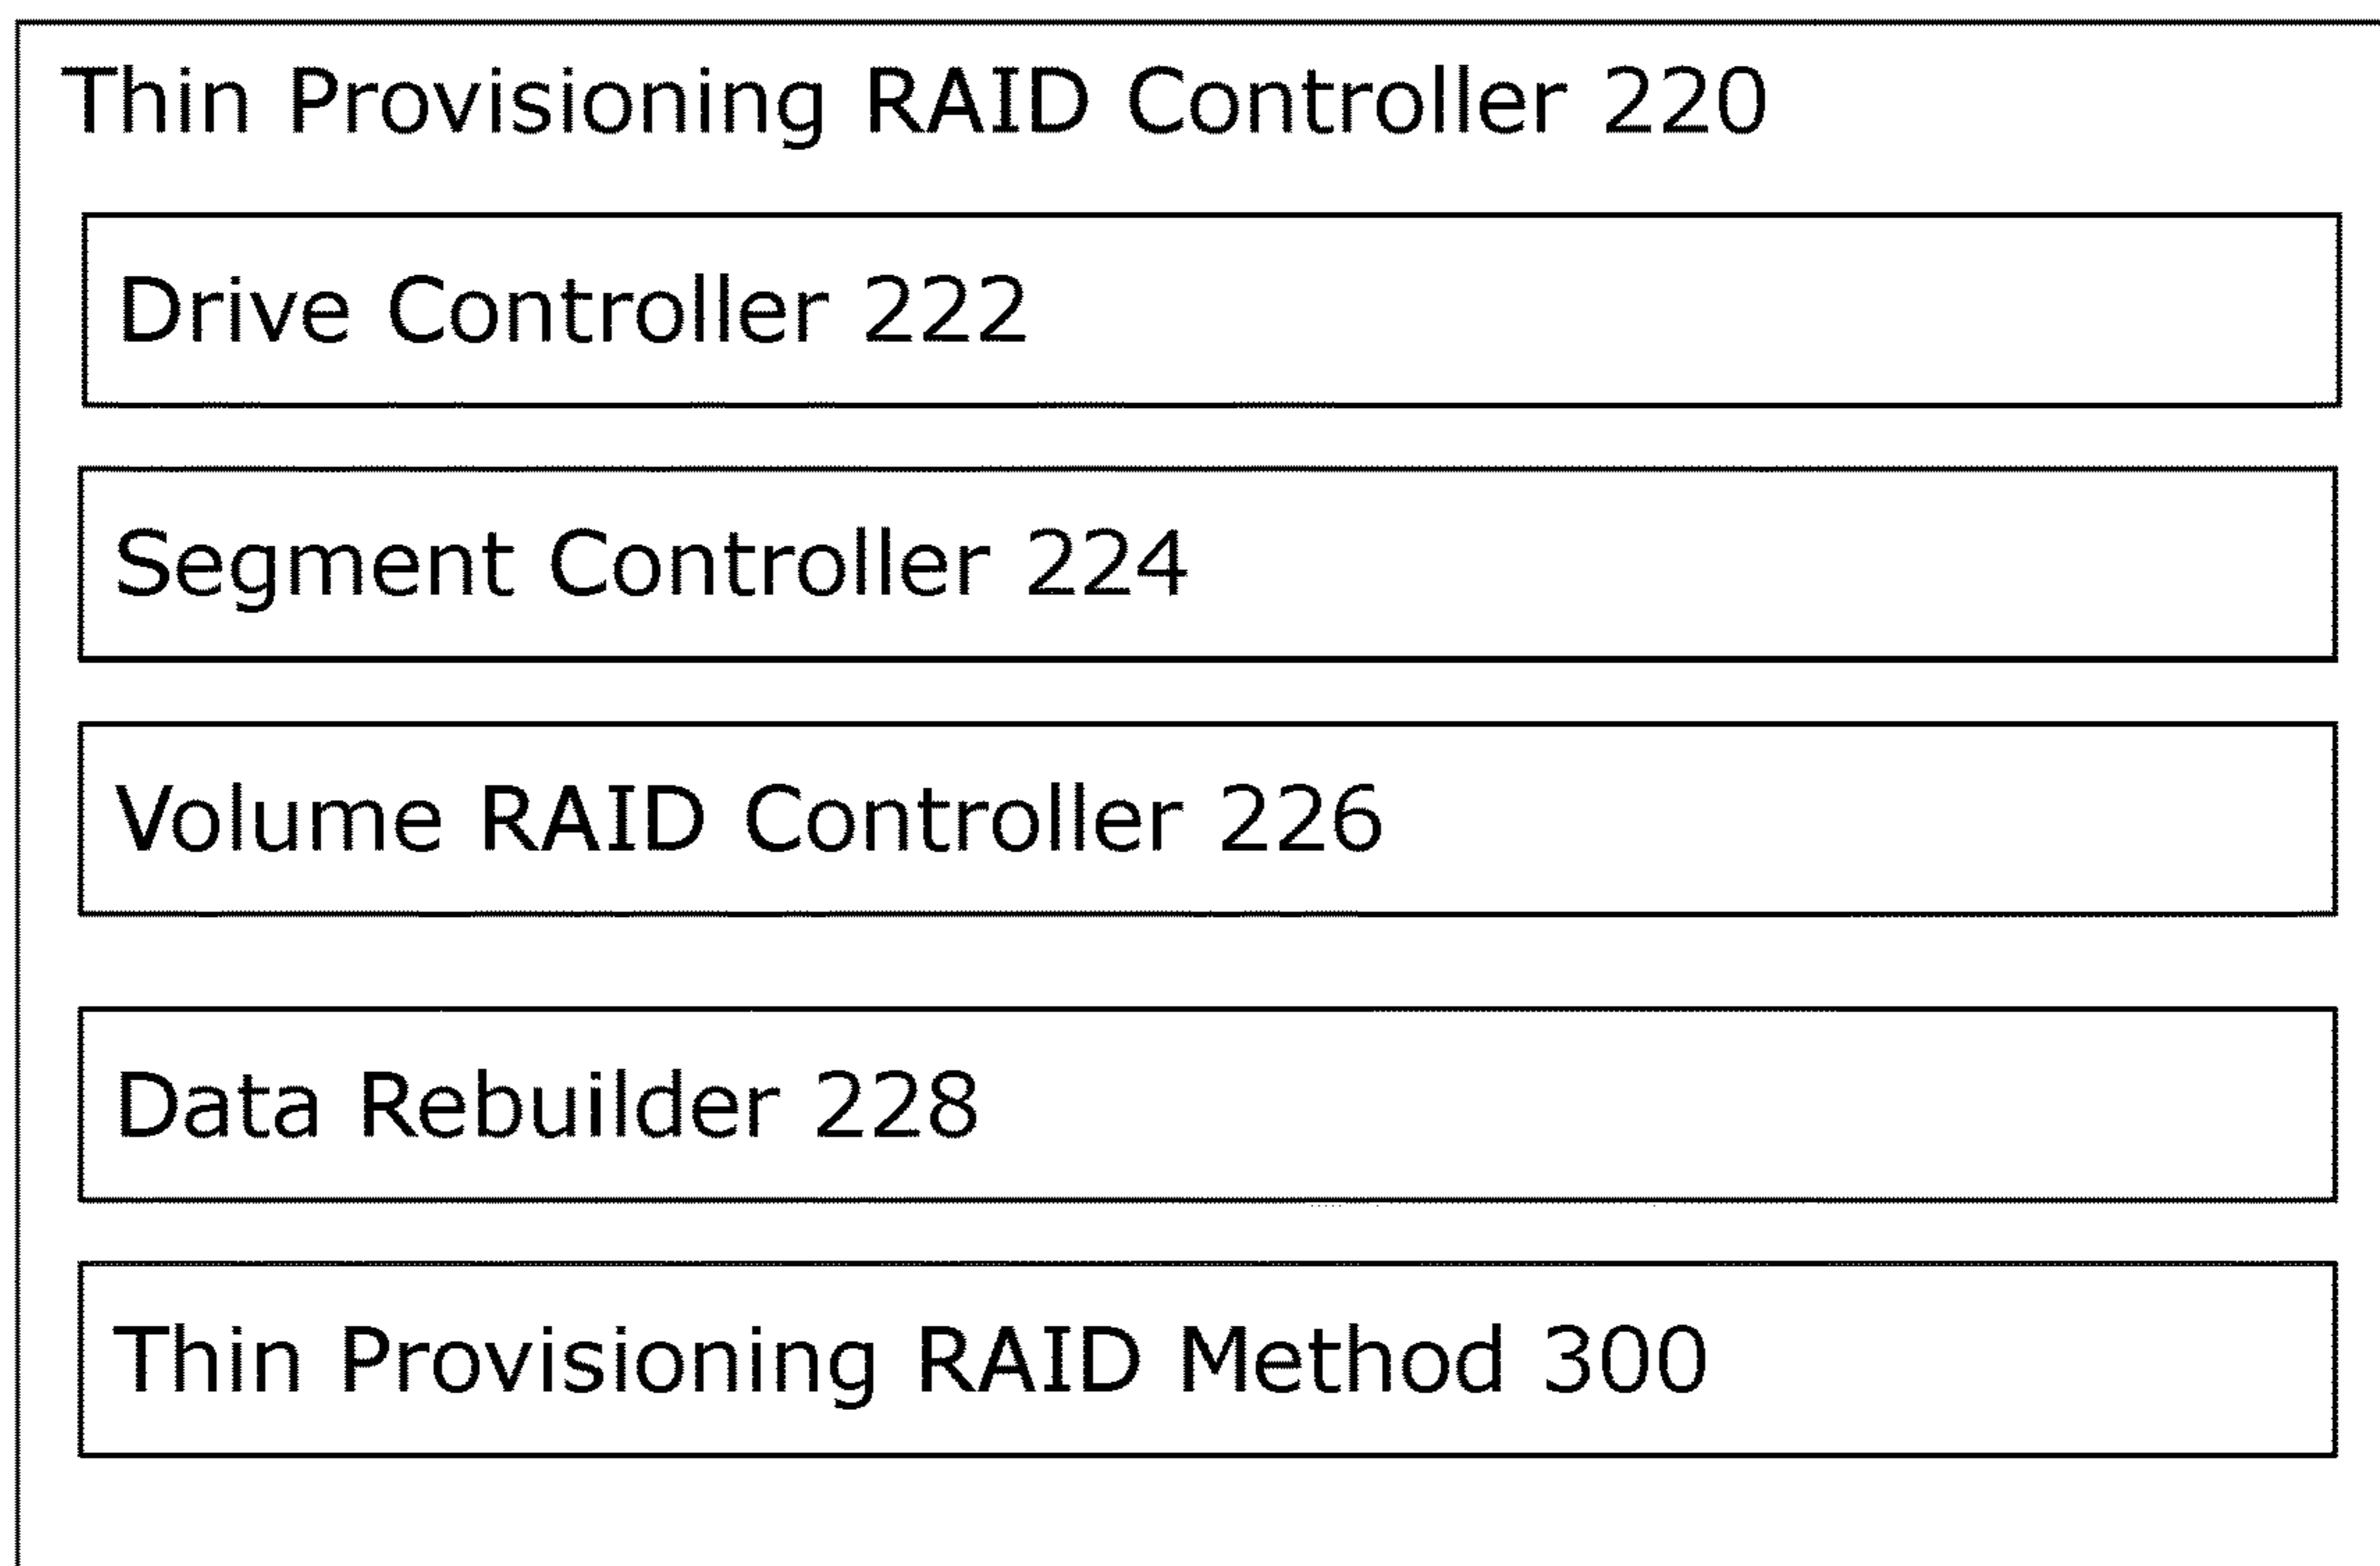 Thin Provisioning RAID Controller 220
Drive Controller 222
Segment Controller 224
Volume RAID Controller 226
Data Rebuilder 228
Thin Provisioning RAID Method 300